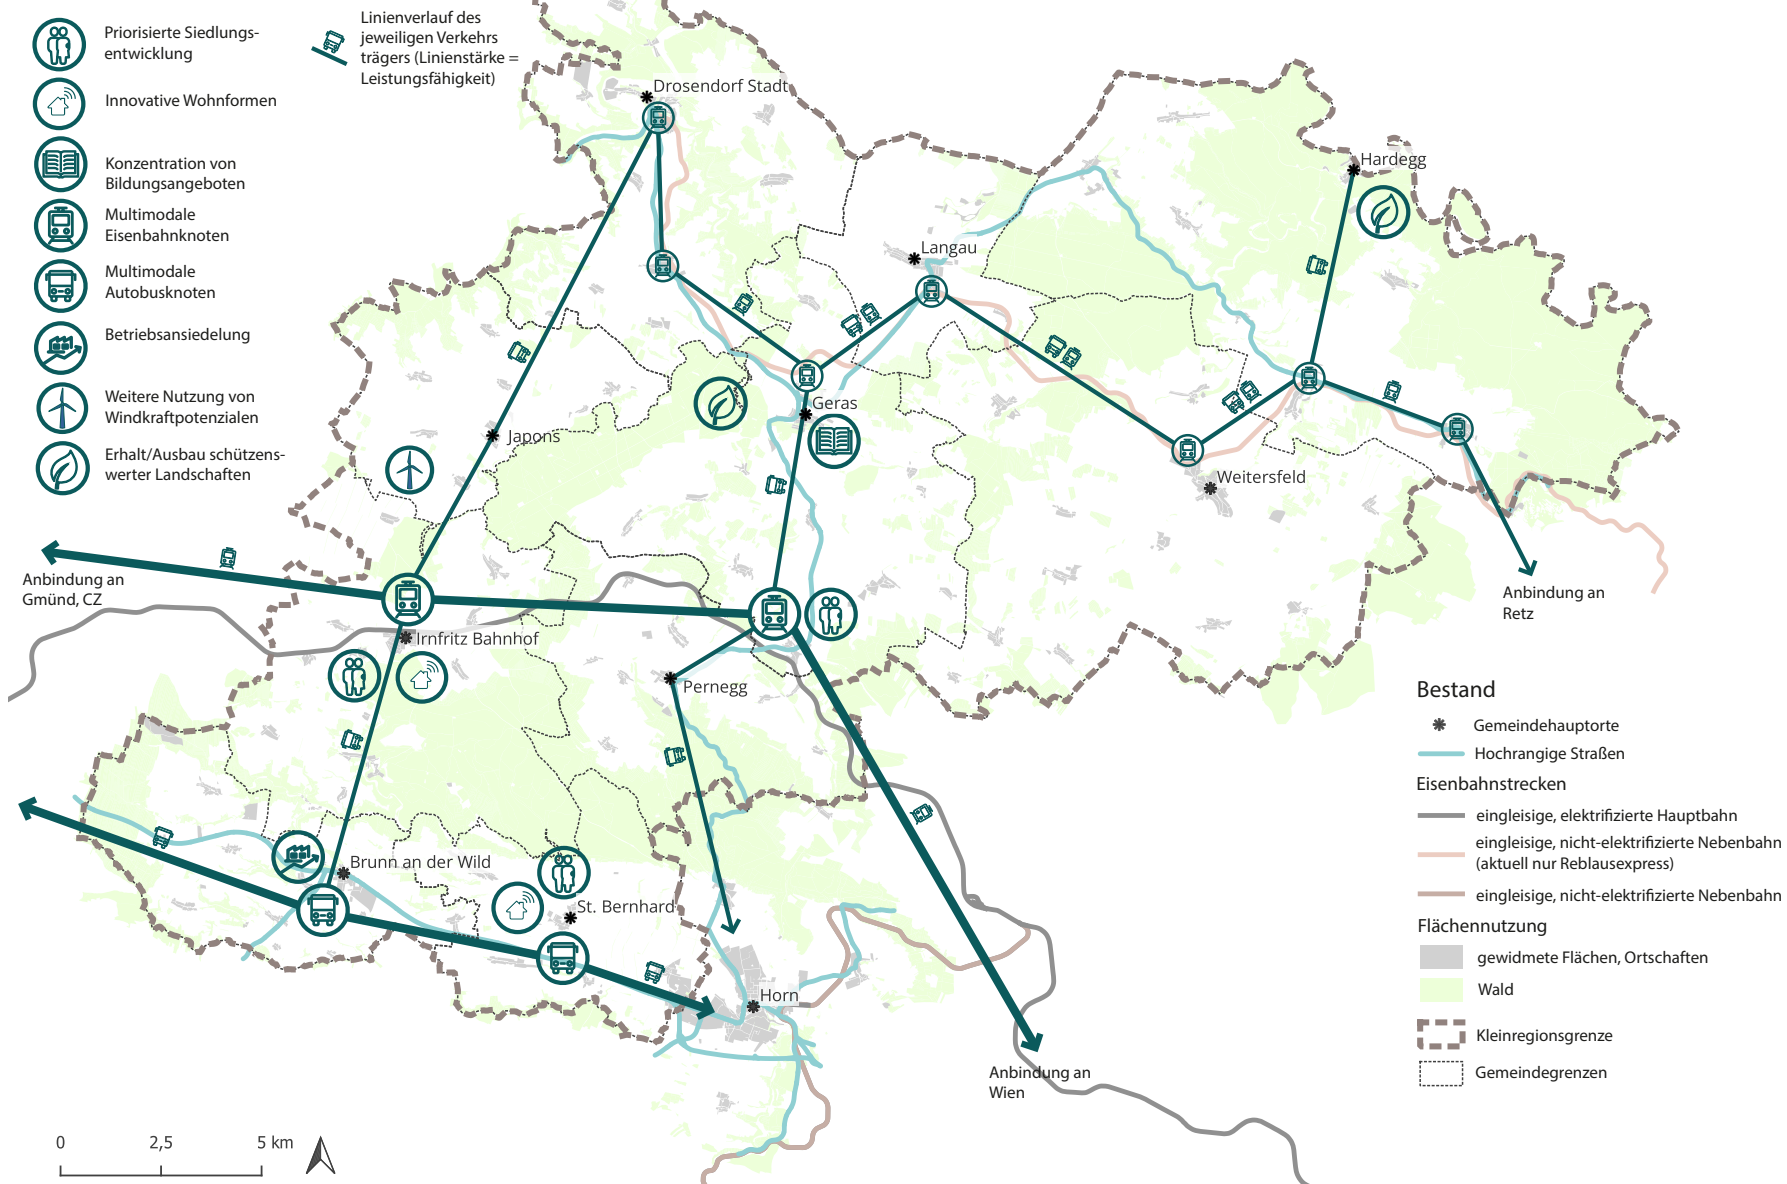 Priorisierte Siedlungs-
entwicklung
Innovative Wohnformen
Konzentration von
Bildungsangeboten
Multimodale
Eisenbahnknoten
Multimodale
Autobusknoten
Betriebsansiedelung
Weitere Nutzung von
Windkraftpotenzialen
Erhalt/Ausbau schützens-
werter Landschaften
Linienverlauf des
jeweiligen Verkehrs
trägers (Linienstärke =
Leistungsfähigkeit)
Drosendorf Stadt
Hardegg
Langau
Geras
Japons
Weitersfeld
Anbindung an
Gmünd, CZ
Anbindung an
Retz
Irnfritz Bahnhof
Pernegg
Brunn an der Wild
St. Bernhard
Horn
Anbindung an
Wien
Bestand
Gemeindehauptorte
Hochrangige Straßen
Eisenbahnstrecken
eingleisige, elektrifizierte Hauptbahn
eingleisige, nicht-elektrifizierte Nebenbahn
(aktuell nur Reblausexpress)
eingleisige, nicht-elektrifizierte Nebenbahn
Flächennutzung
gewidmete Flächen, Ortschaften
Wald
Kleinregionsgrenze
Gemeindegrenzen
0 2,5 5 km